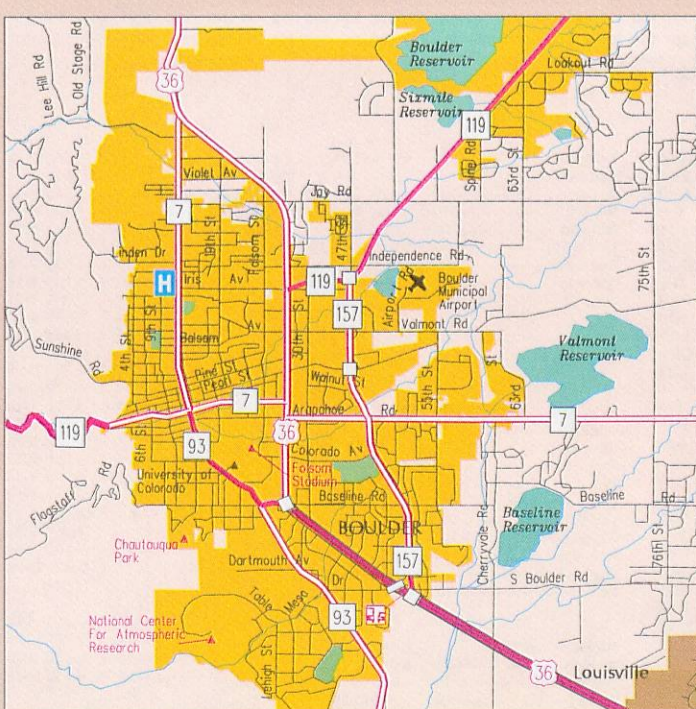 Lee Hill Rd
Old Stage Rd
36
Boulder
Reservoir
Lookout Rd
Sixmile
Reservoir
119
Spine Rd
63rd St
Violet Av
Jay Rd
7
19th St
Folsom St
47th
Independence Rd
Linden Dr
H
Iris Av
119
Airport Rd
Boulder
Municipal
Airport
75th St
157
Valmont Rd
4th St
9th St
Balsam Av
30th St
Sunshine Rd
Valmont
Reservoir
Pine St
Pearl St
Walnut St
55th St
63rd St
7
Arapahoe Rd
7
119
36
93
6th St
Colorado Av
University of
Colorado
Folsom
Stadium
Flagstaff Rd
Baseline Rd
Baseline Rd
Baseline
Reservoir
BOULDER
Cherryvale Rd
76th St
Chautauqua
Park
Dartmouth Av
157
S Boulder Rd
Table Mesa Dr
93
National Center
For Atmospheric
Research
Lehigh St
36
Louisville